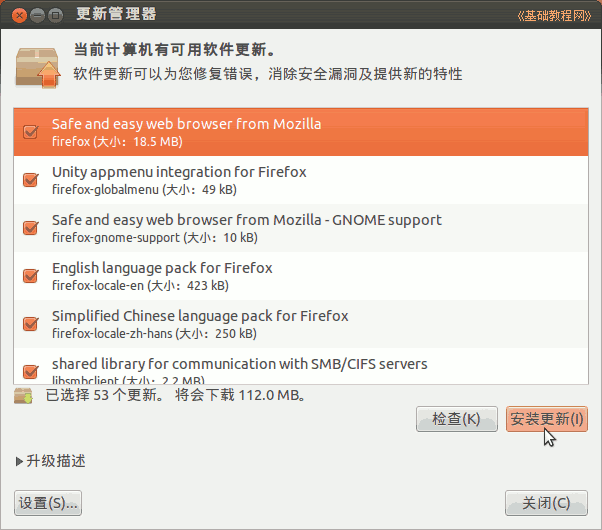 更新管理器
《基础教程网》
当前计算机有可用软件更新。
软件更新可以为您修复错误，消除安全漏洞及提供新的特性
Safe and easy web browser from Mozilla
firefox (大小：18.5 MB)
Unity appmenu integration for Firefox
firefox-globalmenu (大小：49 kB)
Safe and easy web browser from Mozilla - GNOME support
firefox-gnome-support (大小：10 kB)
English language pack for Firefox
firefox-locale-en (大小：423 kB)
Simplified Chinese language pack for Firefox
firefox-locale-zh-hans (大小：250 kB)
shared library for communication with SMB/CIFS servers
libsmbclient (大小：2.2 MB)
已选择 53 个更新。 将会下载 112.0 MB。
检查(K)
安装更新(I)
升级描述
设置(S)...
关闭(C)